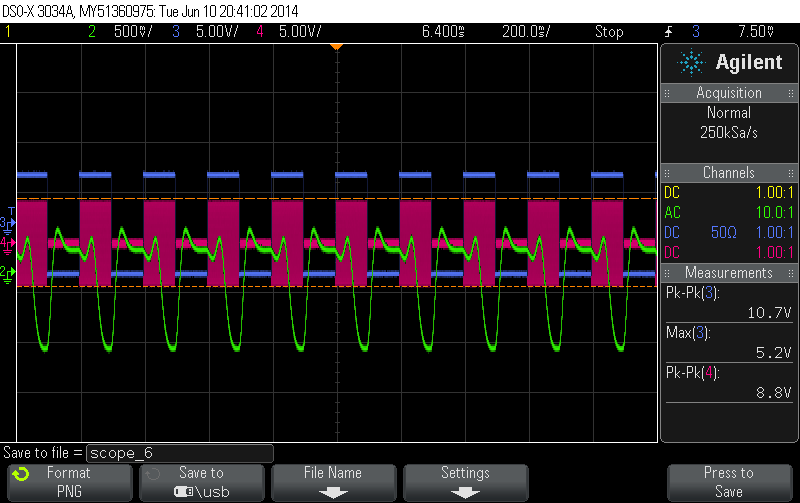 DSO-X 3034A, MY51360975: Tue Jun 10 20:41:02 2014
1 2 500%/ 3 5.00V/ 4 5.00V/ 6.400s 200.0s/ Stop 3 7.50V
Agilent
Acquisition
Normal
250kSa/s
Channels
DC 1.00:1
AC 10.0:1
DC 50Ω 1.00:1
DC 1.00:1
Measurements
Pk-Pk(3):
10.7V
Max(3):
5.2V
Pk-Pk(4):
8.8V
T
3
4
2
Save to file = scope_6
Format
PNG
Save to
\usb
File Name
Settings
Press to
Save